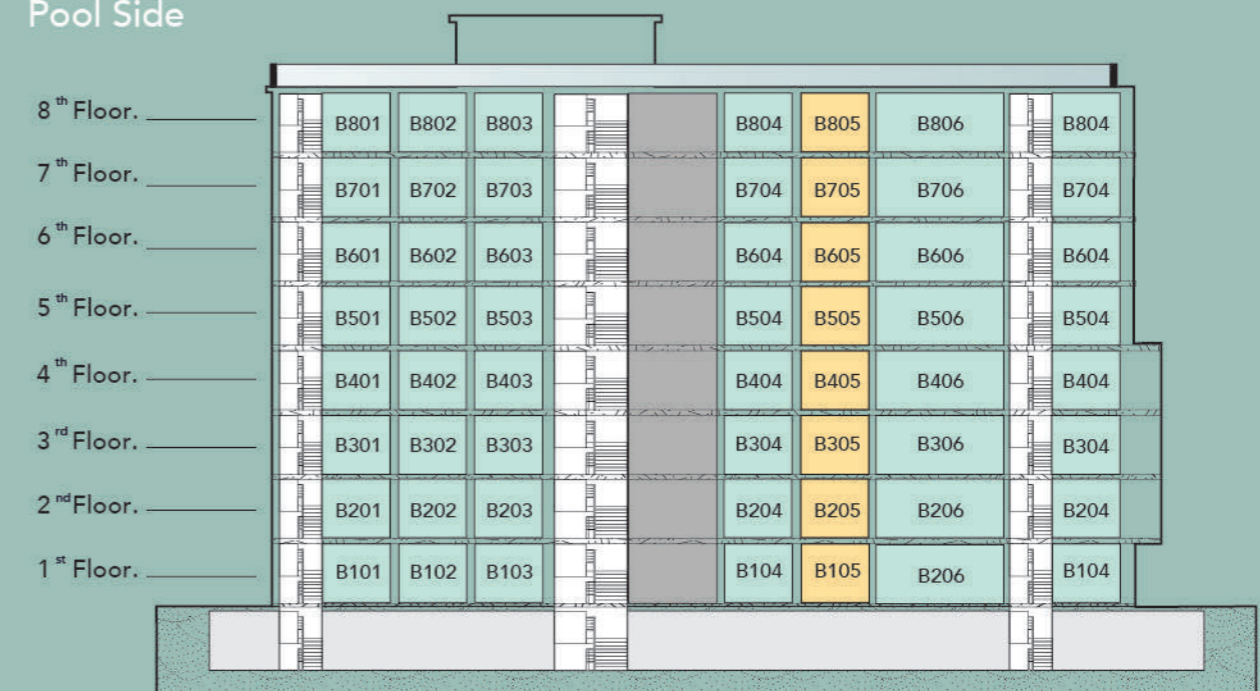 Pool Side
8th Floor. B801 B802 B803 B804 B805 B806 B804
7th Floor. B701 B702 B703 B704 B705 B706 B704
6th Floor. B601 B602 B603 B604 B605 B606 B604
5th Floor. B501 B502 B503 B504 B505 B506 B504
4th Floor. B401 B402 B403 B404 B405 B406 B404
3rd Floor. B301 B302 B303 B304 B305 B306 B304
2nd Floor. B201 B202 B203 B204 B205 B206 B204
1st Floor. B101 B102 B103 B104 B105 B206 B104